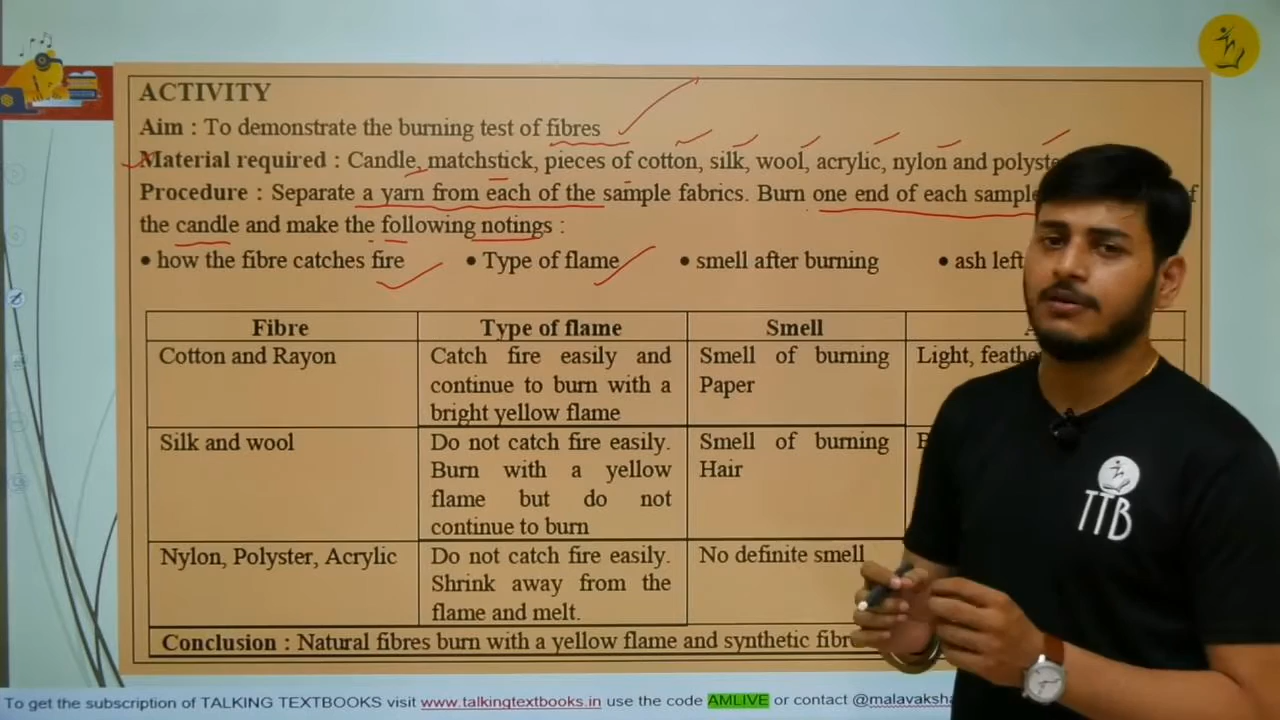 ACTIVITY
Aim : To demonstrate the burning test of fibres
Material required : Candle, matchstick, pieces of cotton, silk, wool, acrylic, nylon and
Procedure : Separate a yarn from each of the sample fabrics. Burn one end of each sample
the candle and make the following notings :
• how the fibre catches fire • Type of flame • smell after burning • ash left
Fibre Type of flame Smell
Cotton and Rayon Catch fire easily and continue to burn with a bright yellow flame Smell of burning Paper Light,
Silk and wool Do not catch fire easily. Burn with a yellow flame but do not continue to burn Smell of burning Hair
Nylon, Polyster, Acrylic Do not catch fire easily. Shrink away from the flame and melt. No definite smell
Conclusion : Natural fibres burn with a yellow flame and synthetic
TTB
To get the subscription of TALKING TEXTBOOKS visit www.talkingtextbooks.in use the code AMLIVE or contact